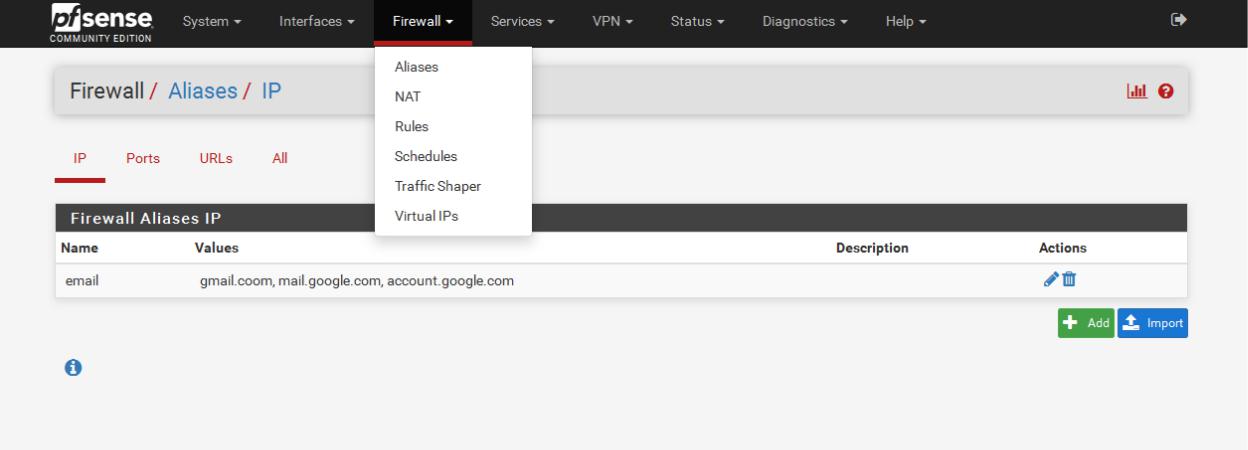 pfsense System Interfaces Firewall Services VPN Status Diagnostics Help
COMMUNITY EDITION
Aliases
NAT
Rules
Schedules
Traffic Shaper
Virtual IPs
Firewall / Aliases / IP
IP Ports URLs All
Firewall Aliases IP
Name Values Description Actions
email gmail.coom, mail.google.com, account.google.com
Add Import